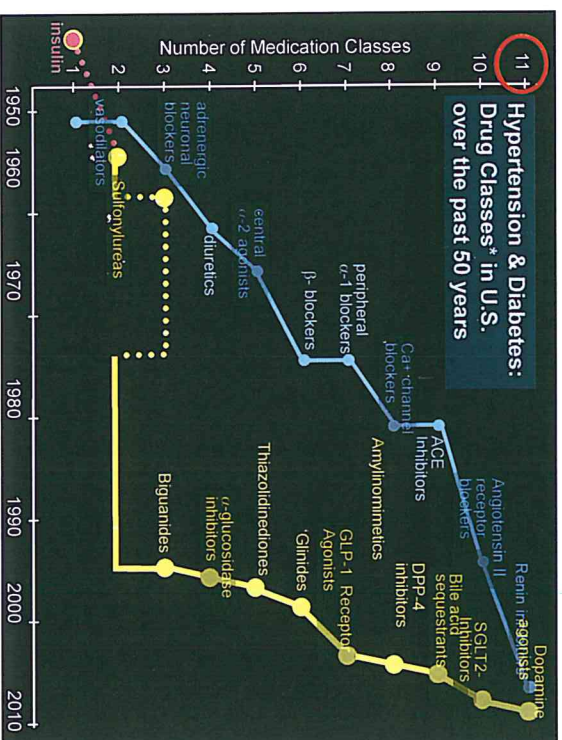 Hypertension & Diabetes:
Drug Classes* in U.S.
over the past 50 years
Number of Medication Classes
11
10
9
8
7
6
5
4
3
2
1
1950
1960
1970
1980
1990
2000
2010
insulin
vasodilators
adrenergic
neuronal
blockers
diuretics
central
α-2 agonists
β- blockers
peripheral
α-1 blockers
Ca+ channel
blockers
ACE
Inhibitors
Angiotensin II
receptor
blockers
Renin
Sulfonylureas
Biguanides
α-glucosidase
inhibitors
Thiazolidinediones
'Glinides
GLP-1 Recepto
Agonists
Amylinomimetics
DPP-4
inhibitors
Bile acid
sequestrants
SGLT2-
Inhibitors
Dopamine
agonists